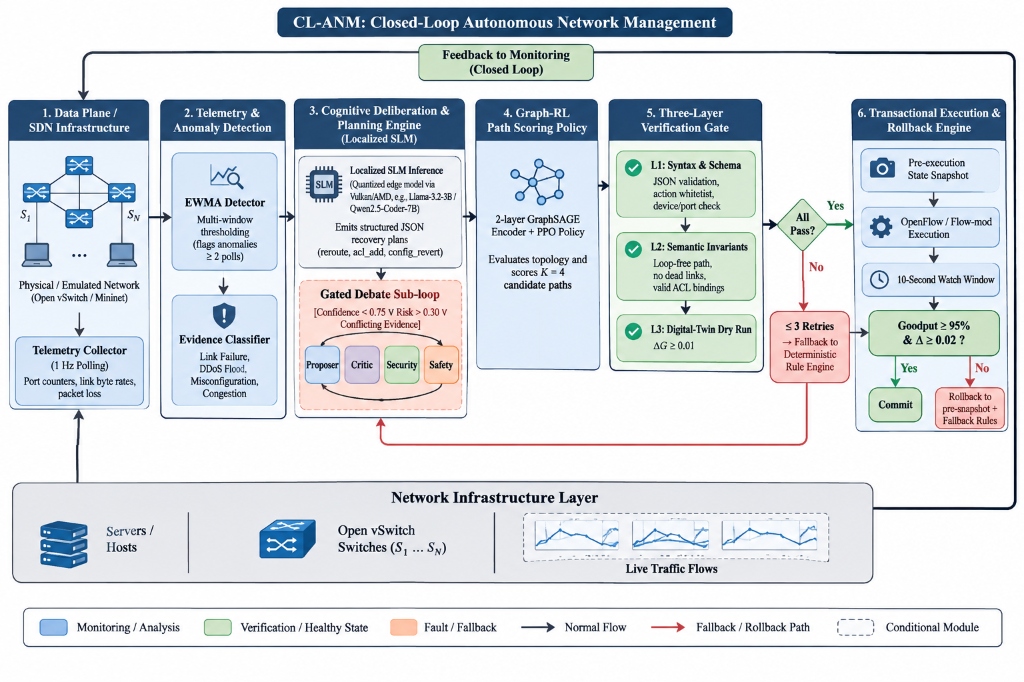 CL-ANM: Closed-Loop Autonomous Network Management
Feedback to Monitoring
(Closed Loop)
1. Data Plane /
SDN Infrastructure
S1
SN
...
Physical / Emulated Network
(Open vSwitch / Mininet)
Telemetry Collector
(1 Hz Polling)
Port counters, link byte rates,
packet loss
2. Telemetry &
Anomaly Detection
EWMA Detector
Multi-window
thresholding
(flags anomalies
≥ 2 polls)
Evidence Classifier
Link Failure,
DDoS Flood,
Misconfiguration,
Congestion
3. Cognitive Deliberation &
Planning Engine
(Localized SLM)
SLM
Localized SLM Inference
(Quantized edge model via
Vulkan/AMD, e.g., Llama-3.2-3B /
Qwen2.5-Coder-7B)
Emits structured JSON
recovery plans
(reroute, acl_add, config_revert)
Gated Debate Sub-loop
[Confidence < 0.75 ∨ Risk > 0.30 ∨
Conflicting Evidence]
Proposer
Critic
Security
Safety
4. Graph-RL
Path Scoring Policy
2-layer GraphSAGE
Encoder + PPO Policy
Evaluates topology and
scores K = 4
candidate paths
5. Three-Layer
Verification Gate
L1: Syntax & Schema
JSON validation,
action whitelist,
device/port check
L2: Semantic Invariants
Loop-free path,
no dead links,
valid ACL bindings
L3: Digital-Twin Dry Run
ΔG ≥ 0.01
All
Pass?
Yes
No
≤ 3 Retries
→ Fallback to
Deterministic
Rule Engine
6. Transactional Execution &
Rollback Engine
Pre-execution
State Snapshot
OpenFlow / Flow-mod
Execution
10-Second Watch Window
Goodput ≥ 95%
& Δ ≥ 0.02 ?
Yes
No
Commit
Rollback to
pre-snapshot +
Fallback Rules
Network Infrastructure Layer
Servers /
Hosts
Open vSwitch
Switches (S1 ... SN)
Live Traffic Flows
Monitoring / Analysis
Verification / Healthy State
Fault / Fallback
Normal Flow
Fallback / Rollback Path
Conditional Module